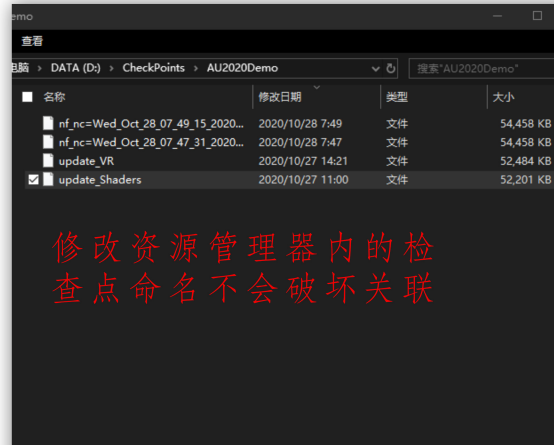 emo
查看
电脑 › DATA (D:) › CheckPoints › AU2020Demo 搜索"AU2020Demo"
名称 修改日期 类型 大小
nf_nc=Wed_Oct_28_07_49_15_2020... 2020/10/28 7:49 文件 54,458 KB
nf_nc=Wed_Oct_28_07_47_31_2020... 2020/10/28 7:47 文件 54,458 KB
update_VR 2020/10/27 14:21 文件 52,484 KB
update_Shaders 2020/10/27 11:00 文件 52,201 KB
修改资源管理器内的检
查点命名不会破坏关联